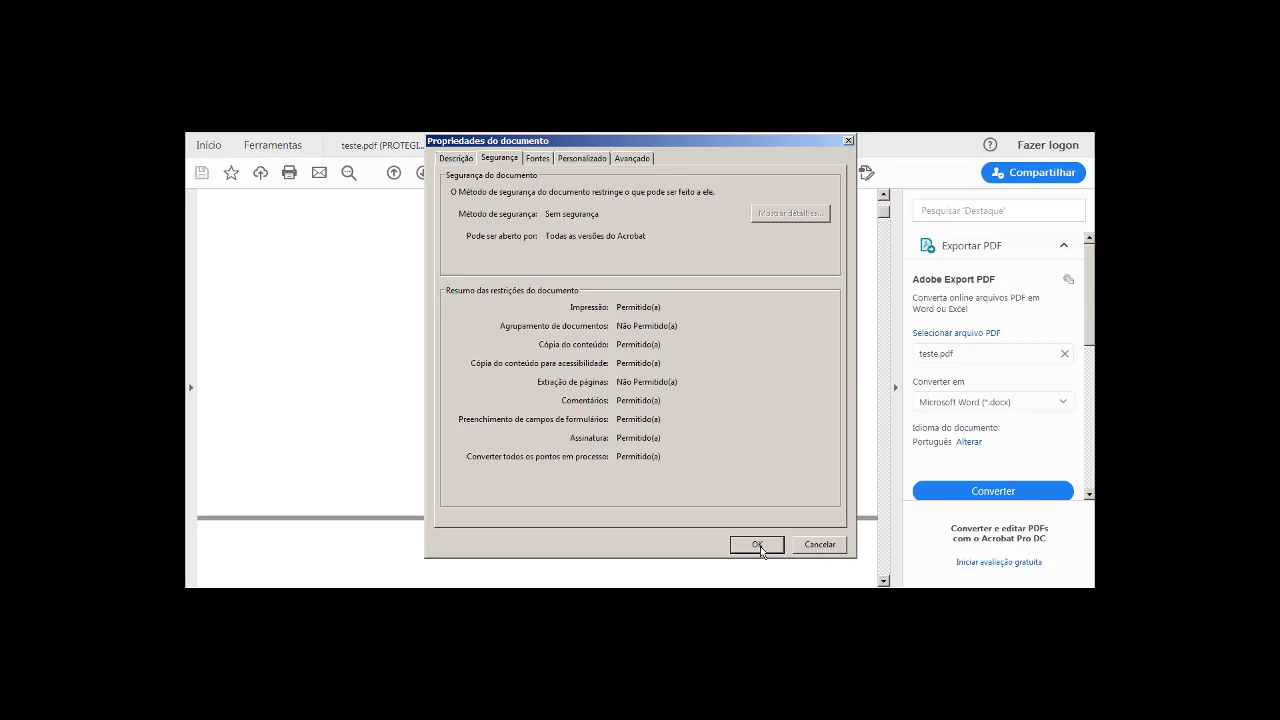 Propriedades do documento
Início
Ferramentas
teste.pdf (PROTEGI...
Fazer logon
Compartilhar
Descrição
Segurança
Fontes
Personalizado
Avançado
Segurança do documento
O Método de segurança do documento restringe o que pode ser feito a ele.
Método de segurança: Sem segurança
Mostrar detalhes...
Pode ser aberto por: Todas as versões do Acrobat
Resumo das restrições do documento
Impressão: Permitido(a)
Agrupamento de documentos: Não Permitido(a)
Cópia do conteúdo: Permitido(a)
Cópia do conteúdo para acessibilidade: Permitido(a)
Extração de páginas: Não Permitido(a)
Comentários: Permitido(a)
Preenchimento de campos de formulários: Permitido(a)
Assinatura: Permitido(a)
Converter todos os pontos em processo: Permitido(a)
OK
Cancelar
Pesquisar 'Destaque'
Exportar PDF
Adobe Export PDF
Converta online arquivos PDF em
Word ou Excel
Selecionar arquivo PDF
teste.pdf
Converter em
Microsoft Word (*.docx)
Idioma do documento:
Português Alterar
Converter
Converter e editar PDFs
com o Acrobat Pro DC
Iniciar avaliação gratuita